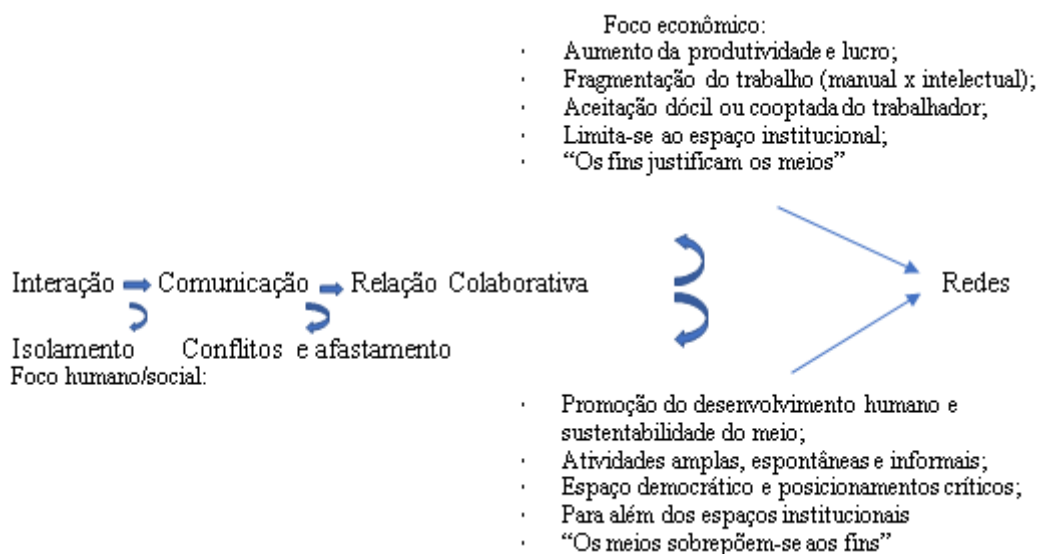 Foco econômico:
· Aumento da produtividade e lucro;
· Fragmentação do trabalho (manual x intelectual);
· Aceitação dócil ou cooptada do trabalhador;
· Limita-se ao espaço institucional;
· “Os fins justificam os meios”
Interação Comunicação Relação Colaborativa Redes
Isolamento Conflitos e afastamento
Foco humano/social:
· Promoção do desenvolvimento humano e
sustentabilidade do meio;
· Atividades amplas, espontâneas e informais;
· Espaço democrático e posicionamentos críticos;
· Para além dos espaços institucionais
· “Os meios sobrepõem-se aos fins”